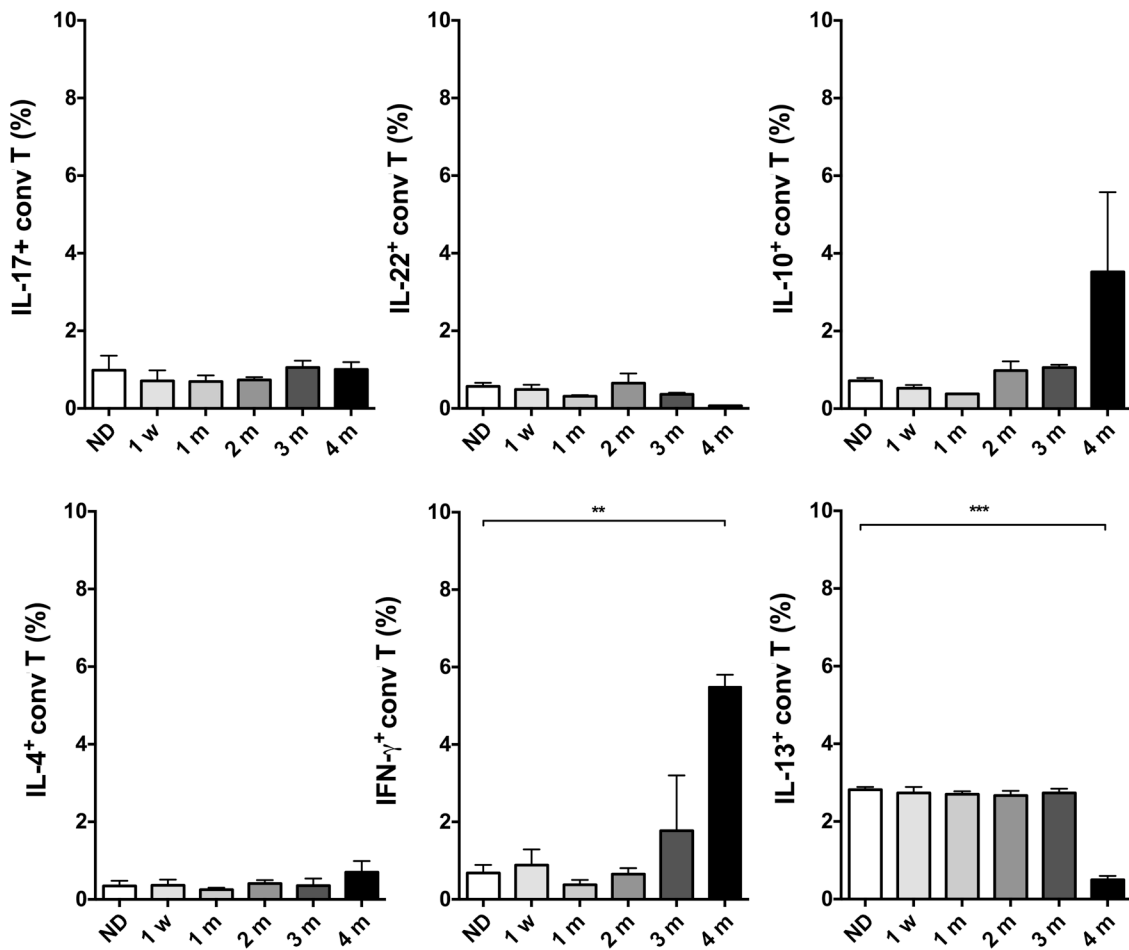 IL-17+ conv T (%)
10
8
6
4
2
0
ND
1 w
1 m
2 m
3 m
4 m
IL-22⁺ conv T (%)
10
8
6
4
2
0
ND
1 w
1 m
2 m
3 m
4 m
IL-10⁺ conv T (%)
10
8
6
4
2
0
ND
1 w
1 m
2 m
3 m
4 m
IL-4⁺ conv T (%)
10
8
6
4
2
0
ND
1 w
1 m
2 m
3 m
4 m
IFN-γ⁺ conv T (%)
10
8
6
4
2
0
**
ND
1 w
1 m
2 m
3 m
4 m
IL-13⁺ conv T (%)
10
8
6
4
2
0
***
ND
1 w
1 m
2 m
3 m
4 m